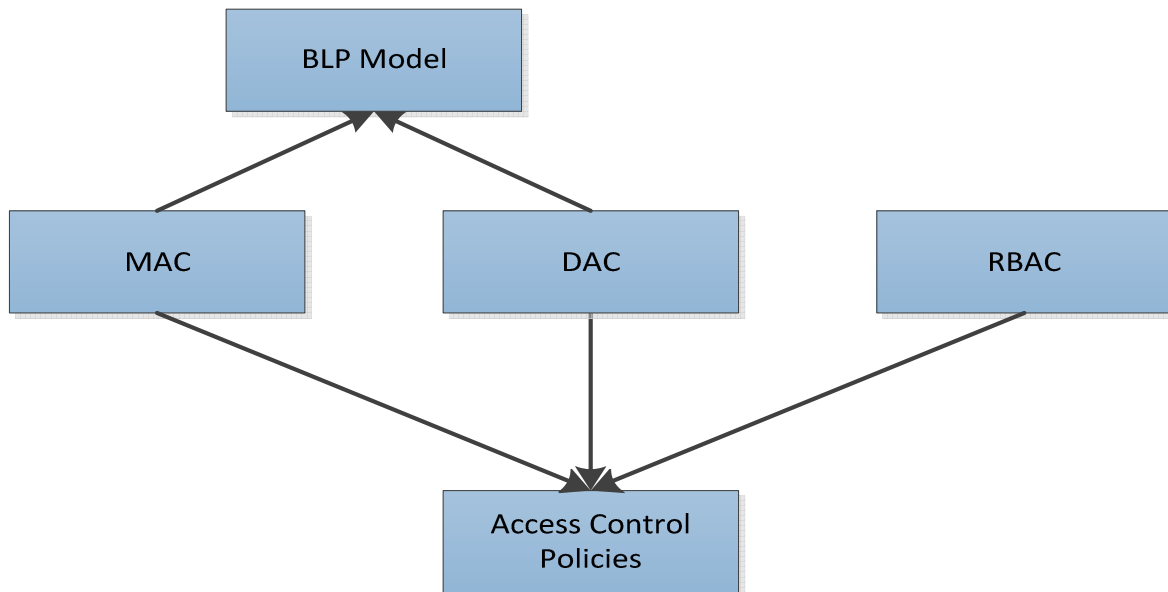 BLP Model
MAC
DAC
RBAC
Access Control
Policies